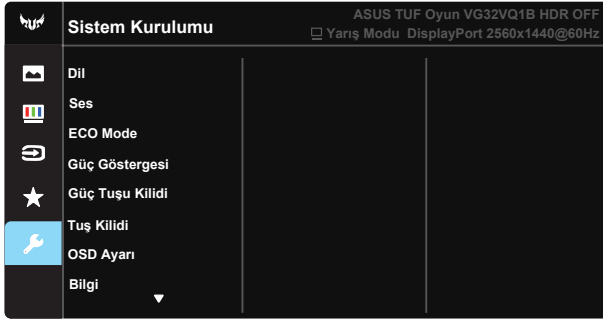 Sistem Kurulumu
ASUS TUF Oyun VG32VQ1B HDR OFF
Yarış Modu DisplayPort 2560x1440@60Hz
Dil
Ses
ECO Mode
Güç Göstergesi
Güç Tuşu Kilidi
Tuş Kilidi
OSD Ayarı
Bilgi